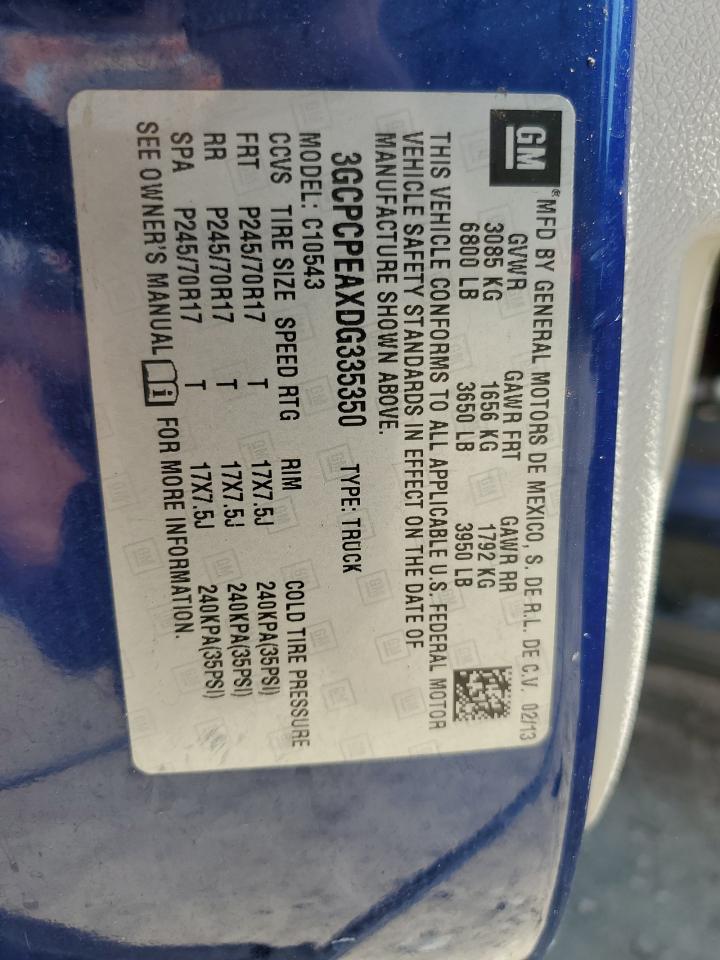 GM
®MFD BY GENERAL MOTORS DE MEXICO, S. DE R.L. DE C.V. 02/13
GVWR GAWR FRT GAWR RR
3085 KG 1656 KG 1792 KG
6800 LB 3650 LB 3950 LB
THIS VEHICLE CONFORMS TO ALL APPLICABLE U.S. FEDERAL MOTOR
VEHICLE SAFETY STANDARDS IN EFFECT ON THE DATE OF
MANUFACTURE SHOWN ABOVE.
3GCPCPEAXDG335350 TYPE: TRUCK
MODEL: C10543
CCVS TIRE SIZE SPEED RTG RIM COLD TIRE PRESSURE
FRT P245/70R17 T 17X7.5J 240KPA(35PSI)
RR P245/70R17 T 17X7.5J 240KPA(35PSI)
SPA P245/70R17 T 17X7.5J 240KPA(35PSI)
SEE OWNER'S MANUAL i FOR MORE INFORMATION.